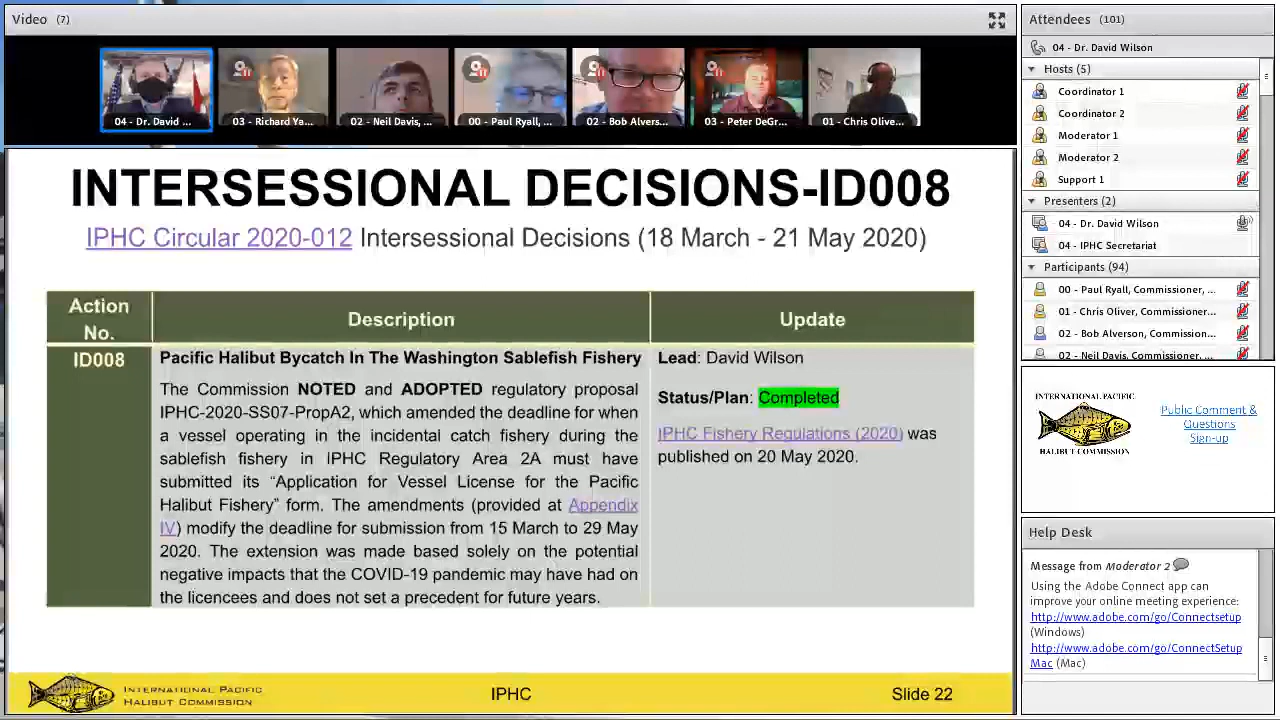 Video (7)
04 - Dr. David ...
03 - Richard Ya...
02 - Neil Davis, ...
00 - Paul Ryall, ...
02 - Bob Alvers...
03 - Peter DeGr...
01 - Chris Olive...
INTERSESSIONAL DECISIONS-ID008
IPHC Circular 2020-012 Intersessional Decisions (18 March - 21 May 2020)
Action No.
Description
Update
ID008
Pacific Halibut Bycatch In The Washington Sablefish Fishery
The Commission NOTED and ADOPTED regulatory proposal
IPHC-2020-SS07-PropA2, which amended the deadline for when
a vessel operating in the incidental catch fishery during the
sablefish fishery in IPHC Regulatory Area 2A must have
submitted its “Application for Vessel License for the Pacific
Halibut Fishery” form. The amendments (provided at Appendix
IV) modify the deadline for submission from 15 March to 29 May
2020. The extension was made based solely on the potential
negative impacts that the COVID-19 pandemic may have had on
the licencees and does not set a precedent for future years.
Lead: David Wilson
Status/Plan: Completed
IPHC Fishery Regulations (2020) was
published on 20 May 2020.
INTERNATIONAL PACIFIC
HALIBUT COMMISSION
IPHC
Slide 22
Attendees (101)
04 - Dr. David Wilson
Hosts (5)
Coordinator 1
Coordinator 2
Moderator 1
Moderator 2
Support 1
Presenters (2)
04 - Dr. David Wilson
04 - IPHC Secretariat
Participants (94)
00 - Paul Ryall, Commissioner, ...
01 - Chris Oliver, Commissioner...
02 - Bob Alverson, Commission...
02 - Neil Davis, Commissioner, ...
INTERNATIONAL PACIFIC
HALIBUT COMMISSION
Public Comment &
Questions
Sign-up
Help Desk
Message from Moderator 2
Using the Adobe Connect app can
improve your online meeting experience:
http://www.adobe.com/go/Connectsetup
(Windows)
http://www.adobe.com/go/ConnectSetup
Mac (Mac)